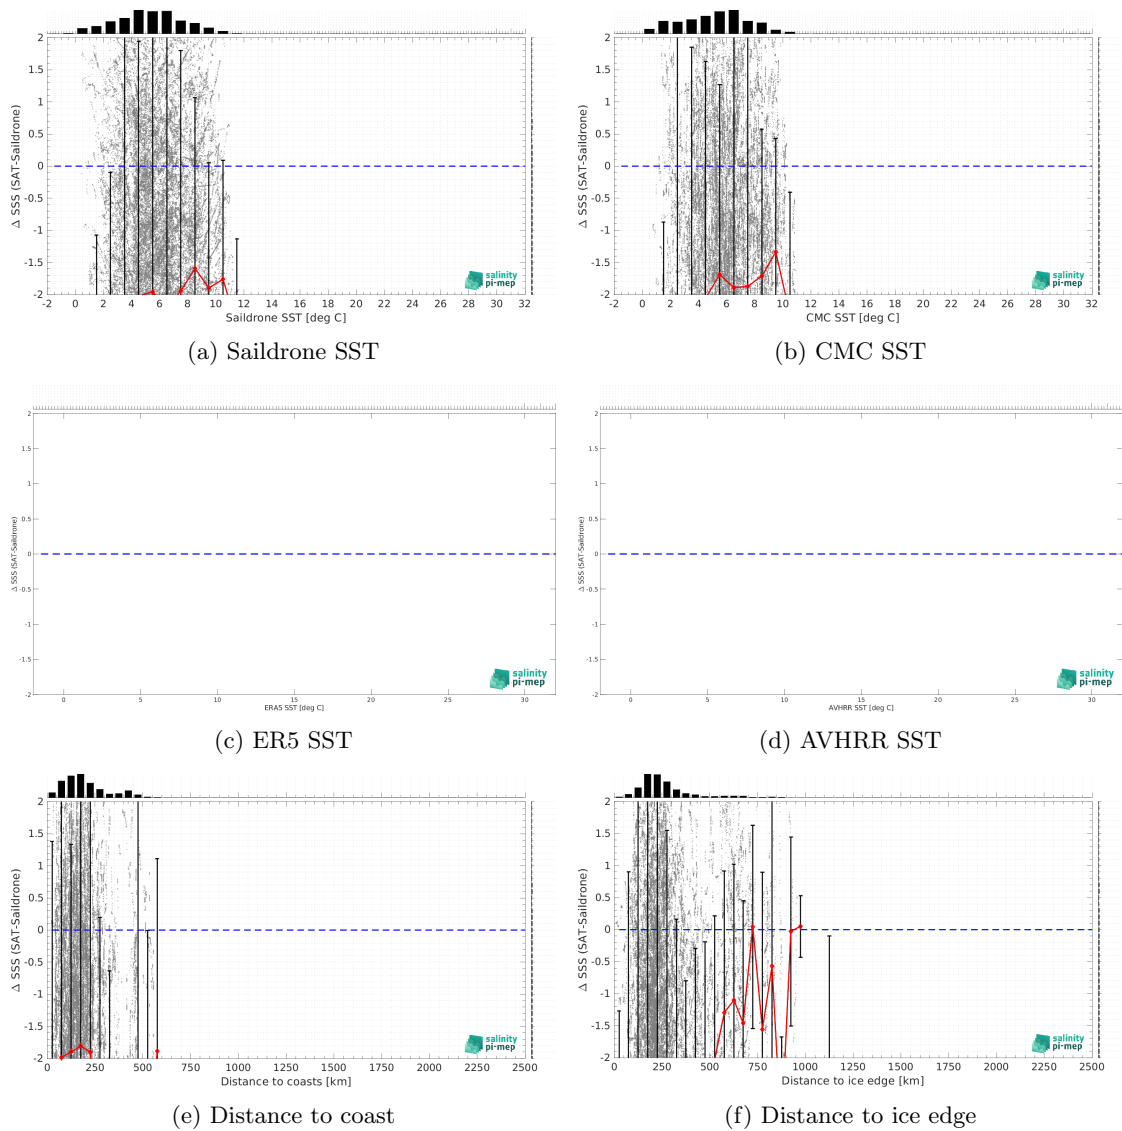 2
1.5
1
0.5
0
-0.5
-1
-1.5
-2
Δ SSS (SAT-Saildrone)
-2 0 2 4 6 8 10 12 14 16 18 20 22 24 26 28 30 32
Saildrone SST [deg C]
salinity
pi-mep
(a) Saildrone SST
2
1.5
1
0.5
0
-0.5
-1
-1.5
-2
Δ SSS (SAT-Saildrone)
-2 0 2 4 6 8 10 12 14 16 18 20 22 24 26 28 30 32
CMC SST [deg C]
salinity
pi-mep
(b) CMC SST
2
1.5
1
0.5
0
-0.5
-1
-1.5
-2
Δ SSS (SAT-Saildrone)
0 5 10 15 20 25 30
ERA5 SST [deg C]
salinity
pi-mep
(c) ER5 SST
2
1.5
1
0.5
0
-0.5
-1
-1.5
-2
Δ SSS (SAT-Saildrone)
0 5 10 15 20 25 30
AVHRR SST [deg C]
salinity
pi-mep
(d) AVHRR SST
2
1.5
1
0.5
0
-0.5
-1
-1.5
-2
Δ SSS (SAT-Saildrone)
0 250 500 750 1000 1250 1500 1750 2000 2250 2500
Distance to coasts [km]
salinity
pi-mep
(e) Distance to coast
2
1.5
1
0.5
0
-0.5
-1
-1.5
-2
Δ SSS (SAT-Saildrone)
0 250 500 750 1000 1250 1500 1750 2000 2250 2500
Distance to ice edge [km]
salinity
pi-mep
(f) Distance to ice edge